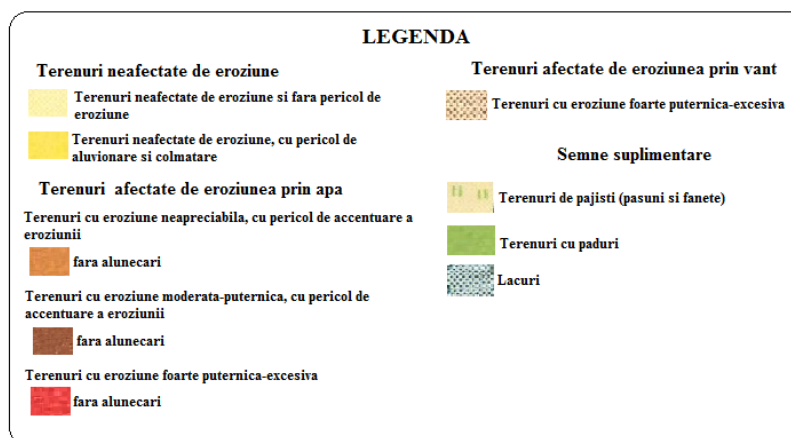 LEGENDA
Terenuri neafectate de eroziune
Terenuri neafectate de eroziune si fara pericol de
eroziune
Terenuri neafectate de eroziune, cu pericol de
aluvionare si colmatare
Terenuri afectate de eroziunea prin apa
Terenuri cu eroziune neapreciabila, cu pericol de accentuare a
eroziunii
fara alunecari
Terenuri cu eroziune moderata-puternica, cu pericol de
accentuare a eroziunii
fara alunecari
Terenuri cu eroziune foarte puternica-excesiva
fara alunecari
Terenuri afectate de eroziunea prin vant
Terenuri cu eroziune foarte puternica-excesiva
Semne suplimentare
Terenuri de pajisti (pasuni si fanete)
Terenuri cu paduri
Lacuri